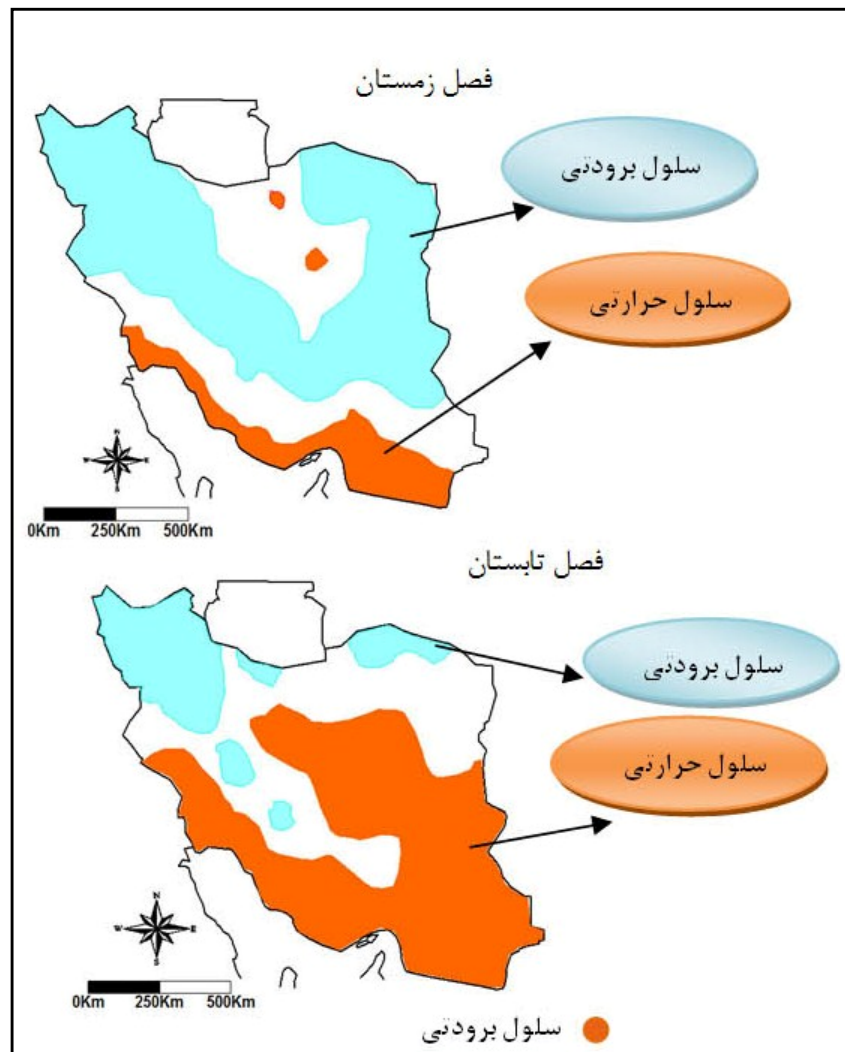 فصل زمستان
سلول برودتی
سلول حرارتی
N
W E
S
0Km 250Km 500Km
فصل تابستان
سلول برودتی
سلول حرارتی
N
W E
S
0Km 250Km 500Km
سلول برودتی